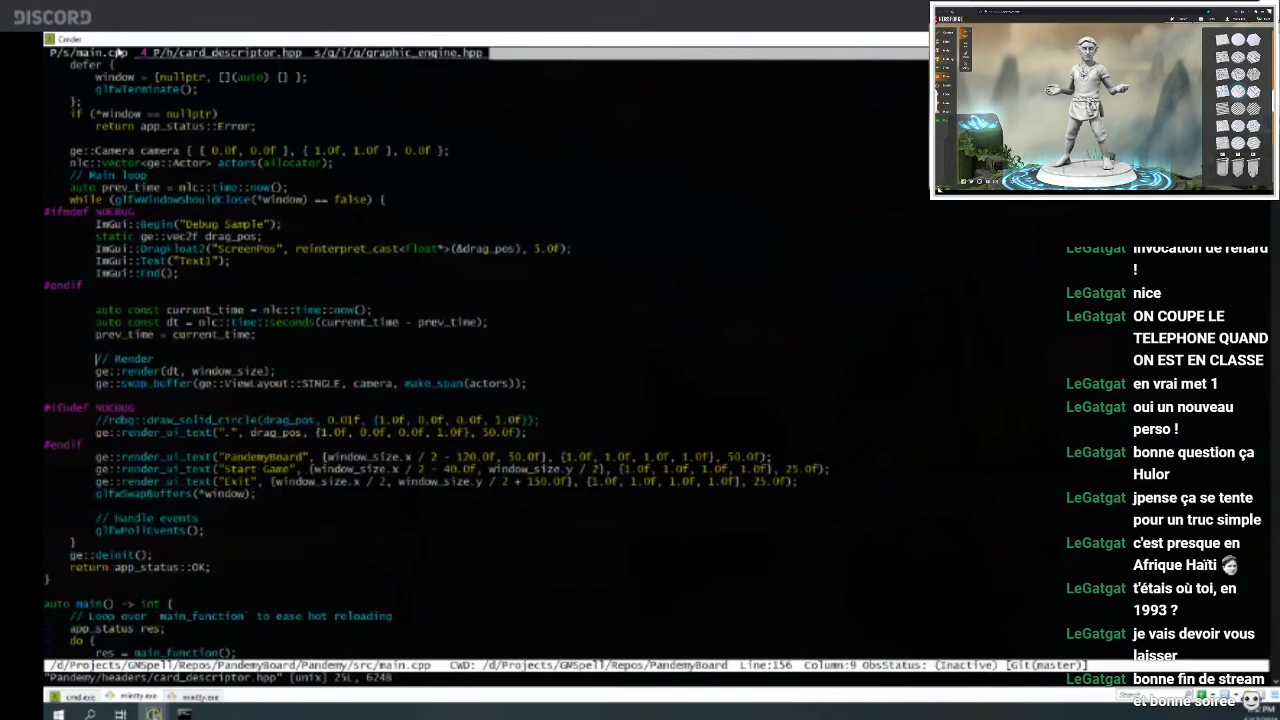 DISCORD
Cmder
P/s/main.cpp 4 P/h/card_descriptor.hpp s/g/i/g/graphic_engine.hpp
defer {
window = [nullptr, [](auto) {} };
glfwTerminate();
};
if (*window == nullptr)
return app_status::Error;
ge::Camera camera { { 0.0f, 0.0f }, { 1.0f, 1.0f }, 0.0f };
nlc::vector<ge::Actor> actors(allocator);
// Main loop
auto prev_time = nlc::time::now();
while (glfwWindowShouldClose(*window) == false) {
#ifndef NDEBUG
ImGui::Begin("Debug Sample");
static ge::vec2f drag_pos;
ImGui::DragFloat2("ScreenPos", reinterpret_cast<float*>(&drag_pos), 5.0f);
ImGui::Text("Text1");
ImGui::End();
#endif
auto const current_time = nlc::time::now();
auto const dt = nlc::time::seconds(current_time - prev_time);
prev_time = current_time;
// Render
ge::render(dt, window_size);
ge::swap_buffer(ge::ViewLayout::SINGLE, camera, make_span(actors));
#ifndef NDEBUG
//rdbg::draw_solid_circle(drag_pos, 0.01f, {1.0f, 0.0f, 0.0f, 1.0f});
ge::render_ui_text(".", drag_pos, {1.0f, 0.0f, 0.0f, 1.0f}, 50.0f);
#endif
ge::render_ui_text("PandemyBoard", {window_size.x / 2 - 120.0f, 50.0f}, {1.0f, 1.0f, 1.0f, 1.0f}, 50.0f);
ge::render_ui_text("Start Game", {window_size.x / 2 - 40.0f, window_size.y / 2}, {1.0f, 1.0f, 1.0f, 1.0f}, 25.0f);
ge::render_ui_text("Exit", {window_size.x / 2, window_size.y / 2 + 150.0f}, {1.0f, 1.0f, 1.0f, 1.0f}, 25.0f);
glfwSwapBuffers(*window);
// Handle events
glfwPollEvents();
}
ge::deinit();
return app_status::OK;
}
auto main() -> int {
// Loop over `main_function` to ease hot reloading
app_status res;
do {
res = main_function();
/d/Projects/GMSpell/Repos/PandemyBoard/Pandemy/src/main.cpp CWD: /d/Projects/GMSpell/Repos/PandemyBoard Line:156 Column:9 ObsStatus: (Inactive) [Git(master)]
"Pandemy/headers/card_descriptor.hpp" [unix] 25L, 624B
cmd.exe mintty.exe mintty.exe
HEROFORGE
invocation de renard
!
LeGatgat nice
LeGatgat ON COUPE LE
TELEPHONE QUAND
ON EST EN CLASSE
LeGatgat en vrai met 1
LeGatgat oui un nouveau
perso !
LeGatgat bonne question ça
Hulor
LeGatgat jpense ça se tente
pour un truc simple
LeGatgat c'est presque en
Afrique Haïti
LeGatgat t'étais où toi, en
1993 ?
LeGatgat je vais devoir vous
laisser
LeGatgat bonne fin de stream
et bonne soirée